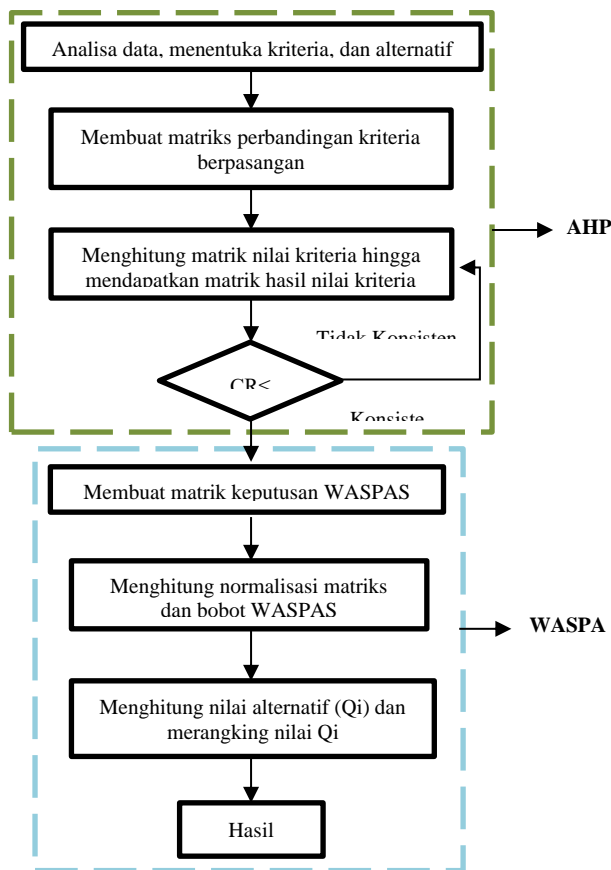 Analisa data, menentuka kriteria, dan alternatif
Membuat matriks perbandingan kriteria
berpasangan
Menghitung matrik nilai kriteria hingga
mendapatkan matrik hasil nilai kriteria
AHP
Tidak Konsisten
CR<
Konsiste
Membuat matrik keputusan WASPAS
Menghitung normalisasi matriks
dan bobot WASPAS
WASPA
Menghitung nilai alternatif (Qi) dan
merangking nilai Qi
Hasil